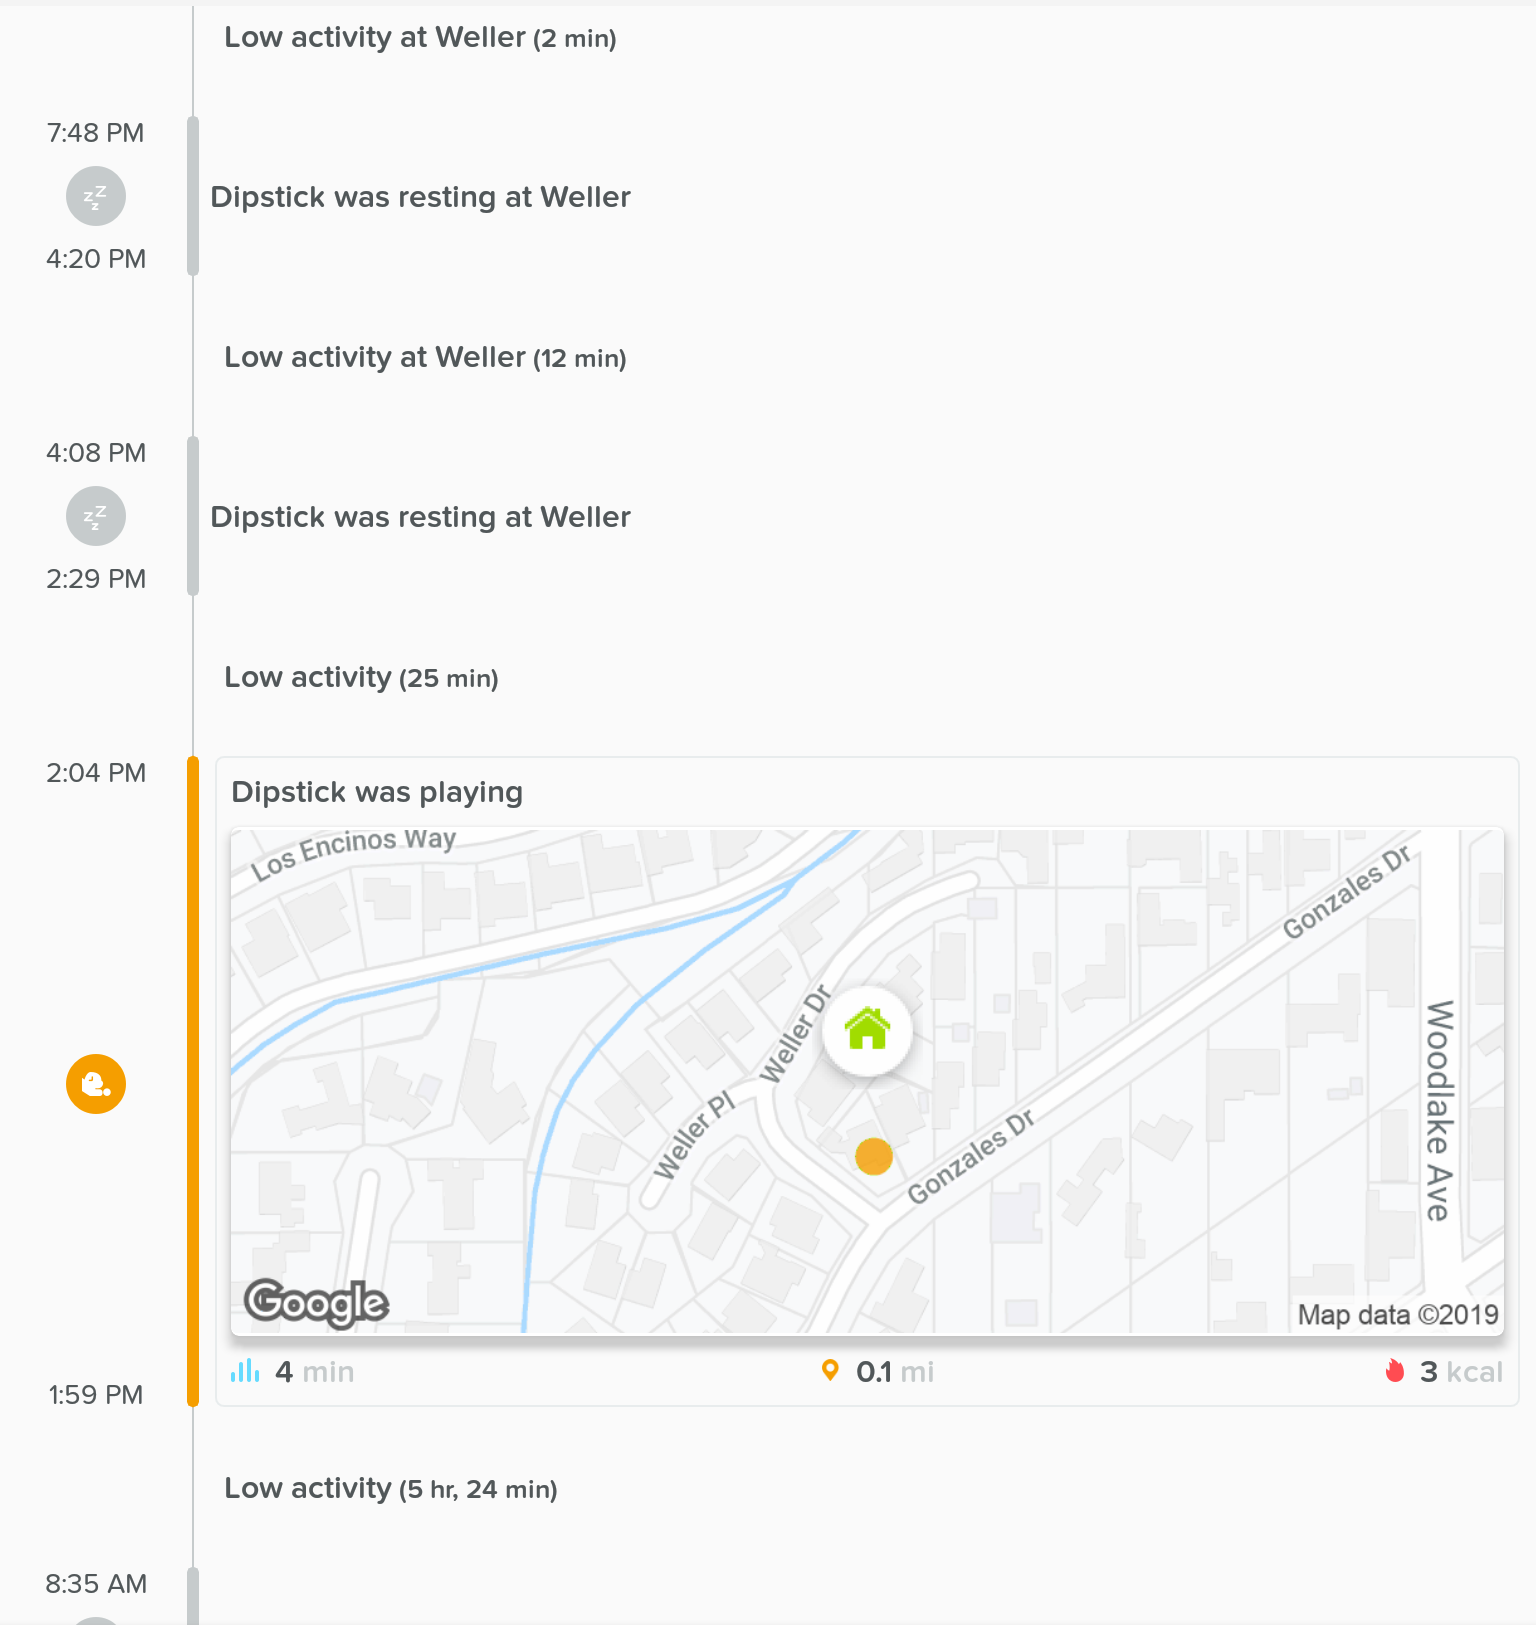 Low activity at Weller (2 min)
7:48 PM
zZz
Dipstick was resting at Weller
4:20 PM
Low activity at Weller (12 min)
4:08 PM
zZz
Dipstick was resting at Weller
2:29 PM
Low activity (25 min)
2:04 PM
Dipstick was playing
Los Encinos Way
Gonzales Dr
Weller Dr
Woodlake Ave
Weller Pl
Gonzales Dr
Google
Map data ©2019
4 min
0.1 mi
3 kcal
1:59 PM
Low activity (5 hr, 24 min)
8:35 AM